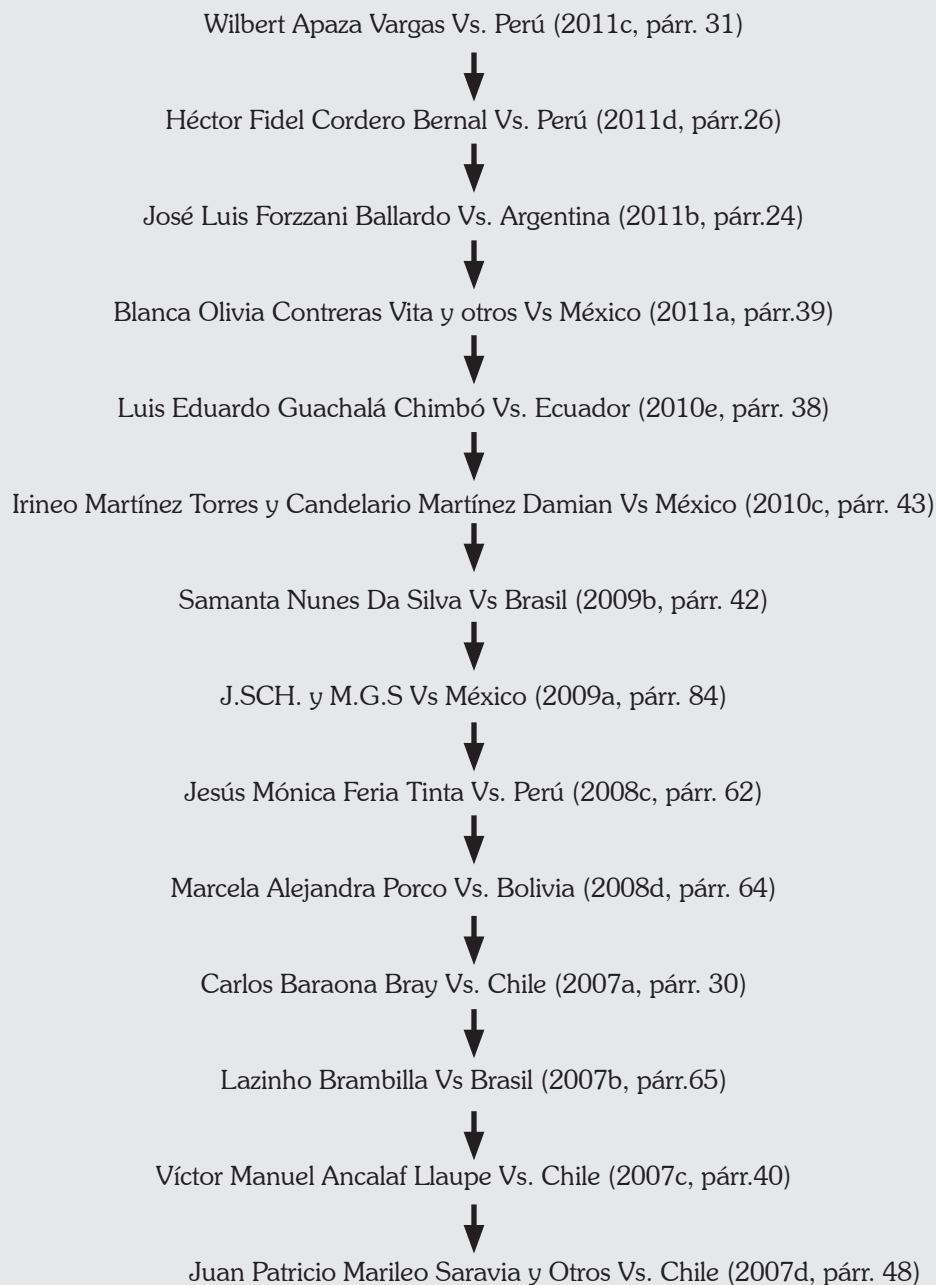 Wilbert Apaza Vargas Vs. Perú (2011c, párr. 31)
Héctor Fidel Cordero Bernal Vs. Perú (2011d, párr.26)
José Luis Forzzani Ballardo Vs. Argentina (2011b, párr.24)
Blanca Olivia Contreras Vita y otros Vs México (2011a, párr.39)
Luis Eduardo Guachalá Chimbó Vs. Ecuador (2010e, párr. 38)
Irineo Martínez Torres y Candelario Martínez Damian Vs México (2010c, párr. 43)
Samanta Nunes Da Silva Vs Brasil (2009b, párr. 42)
J.SCH. y M.G.S Vs México (2009a, párr. 84)
Jesús Mónica Feria Tinta Vs. Perú (2008c, párr. 62)
Marcela Alejandra Porco Vs. Bolivia (2008d, párr. 64)
Carlos Baraona Bray Vs. Chile (2007a, párr. 30)
Lazinho Brambilla Vs Brasil (2007b, párr.65)
Víctor Manuel Ancalaf Llaupe Vs. Chile (2007c, párr.40)
Juan Patricio Marileo Saravia y Otros Vs. Chile (2007d, párr. 48)